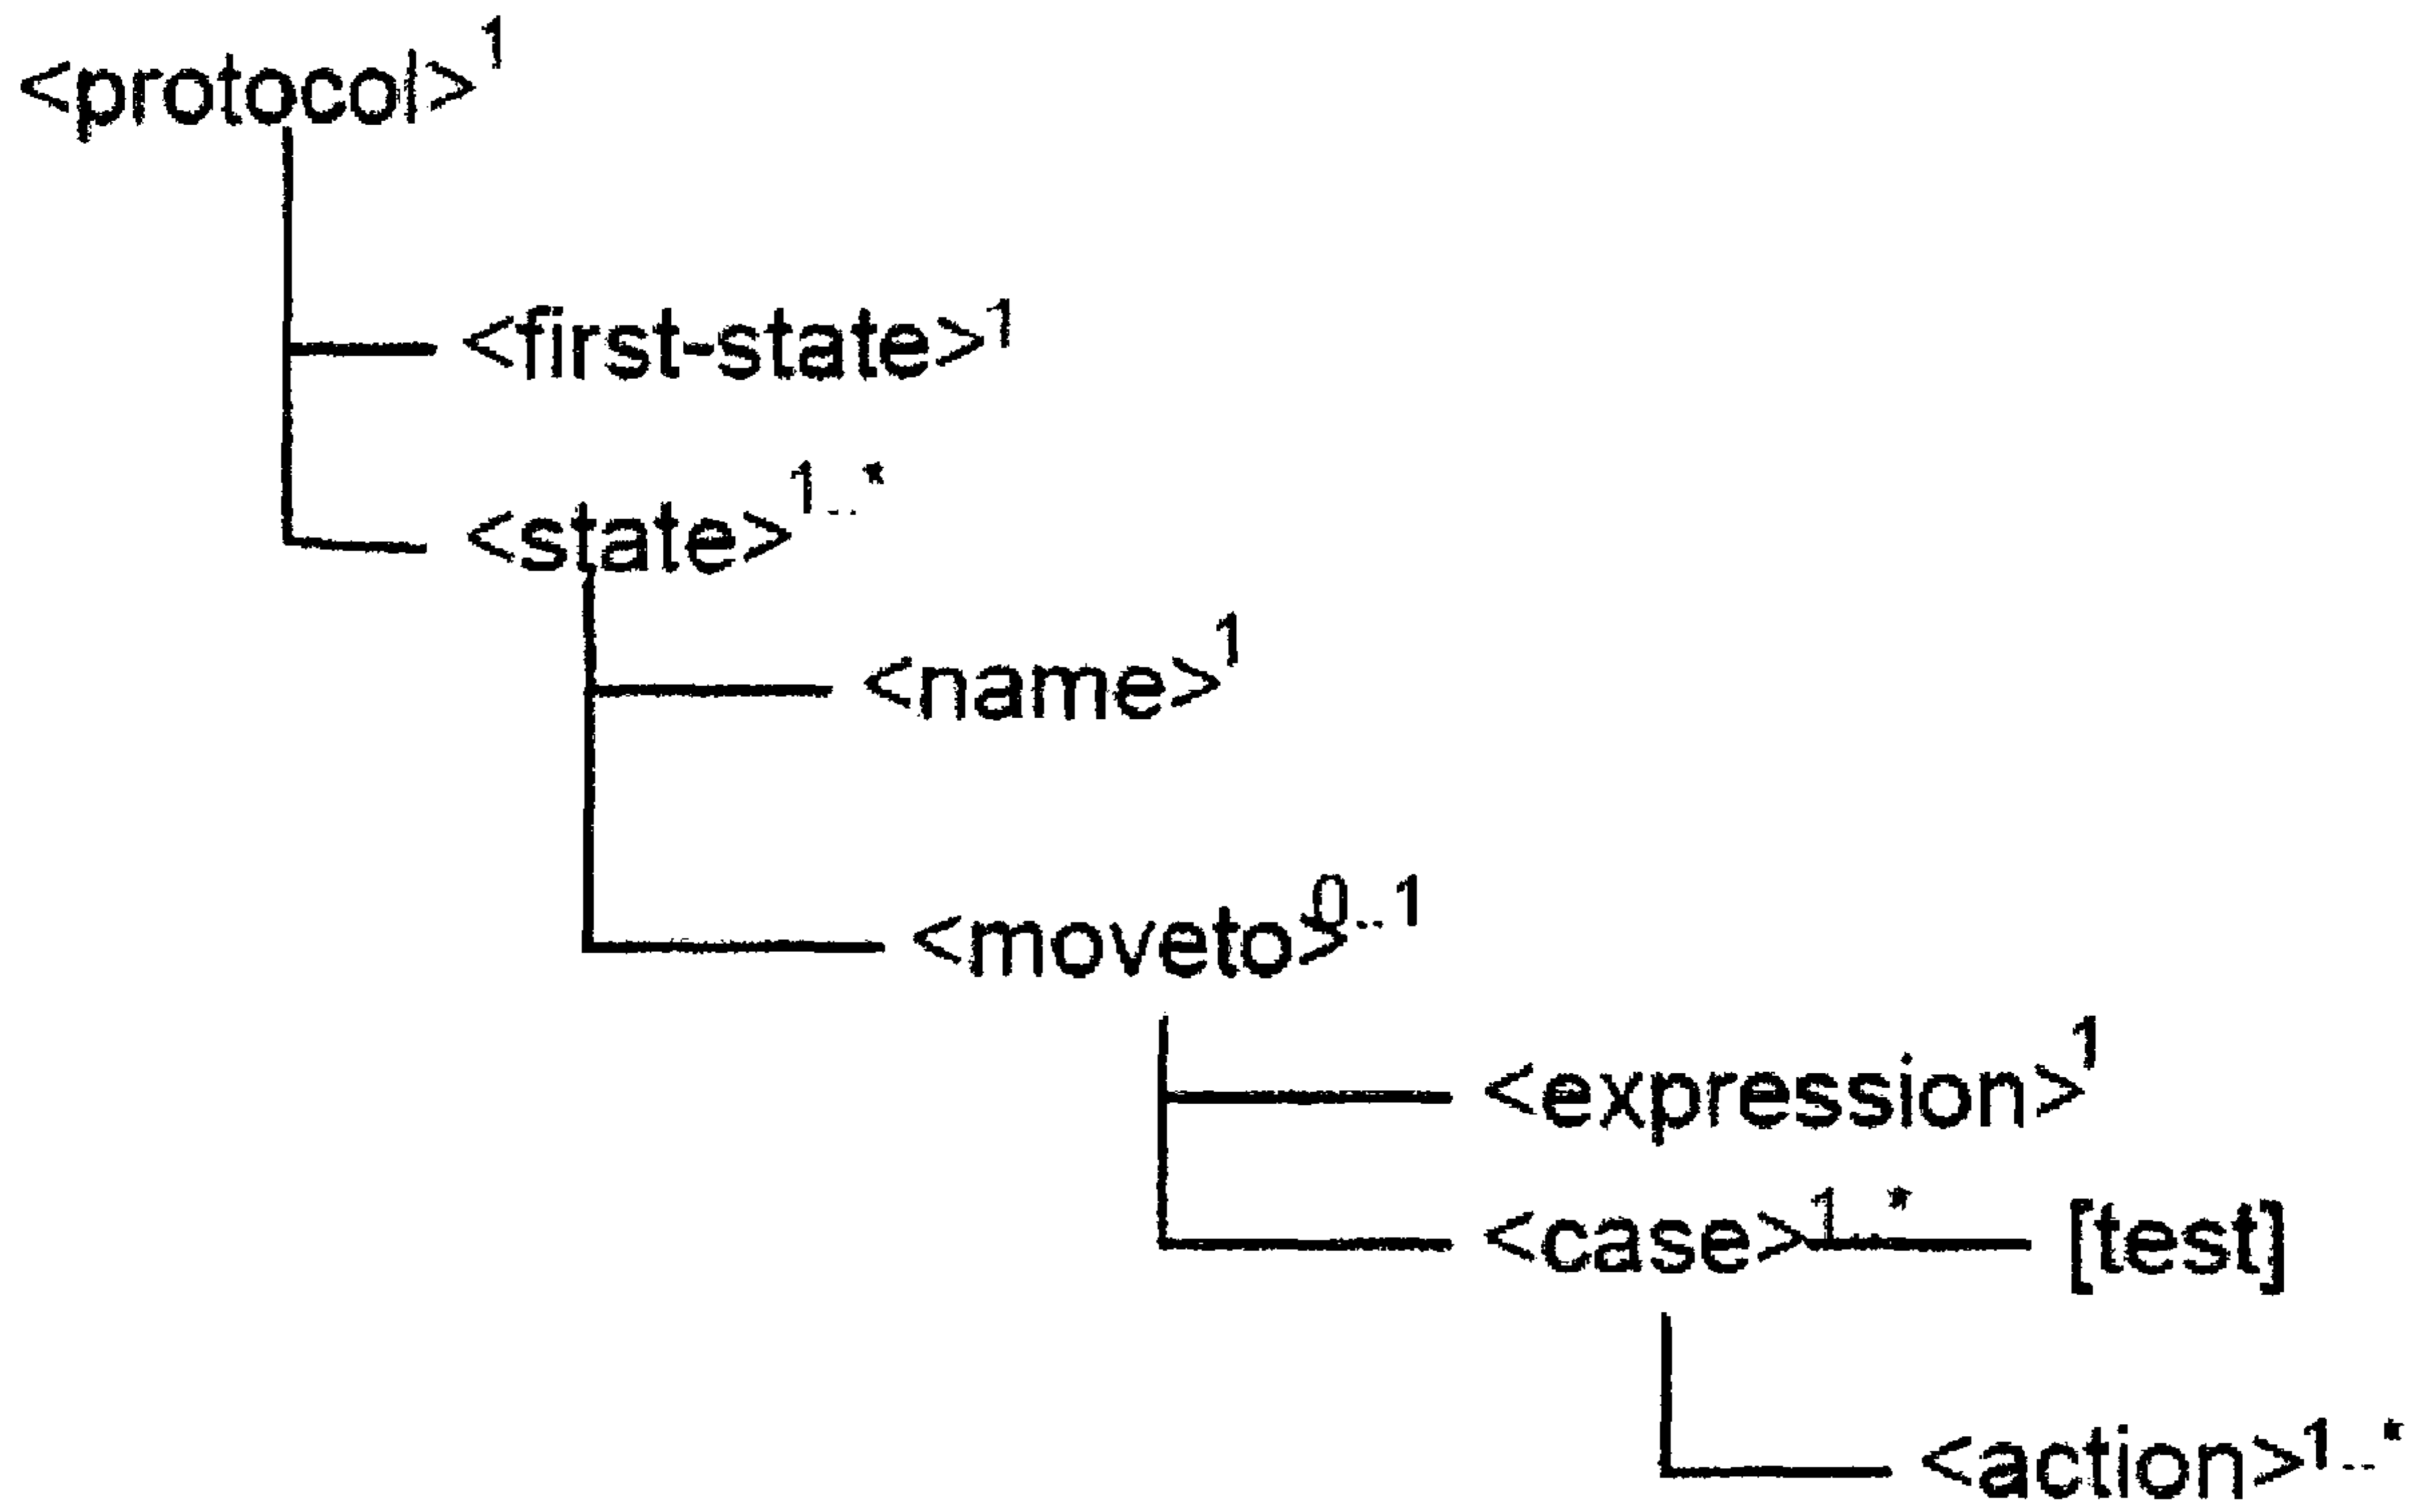 <protocol>1
<first-state>1
<state>1..*
<name>1
<moveto>0..1
<expression>1
<case>1..* [test]
<action>1..*